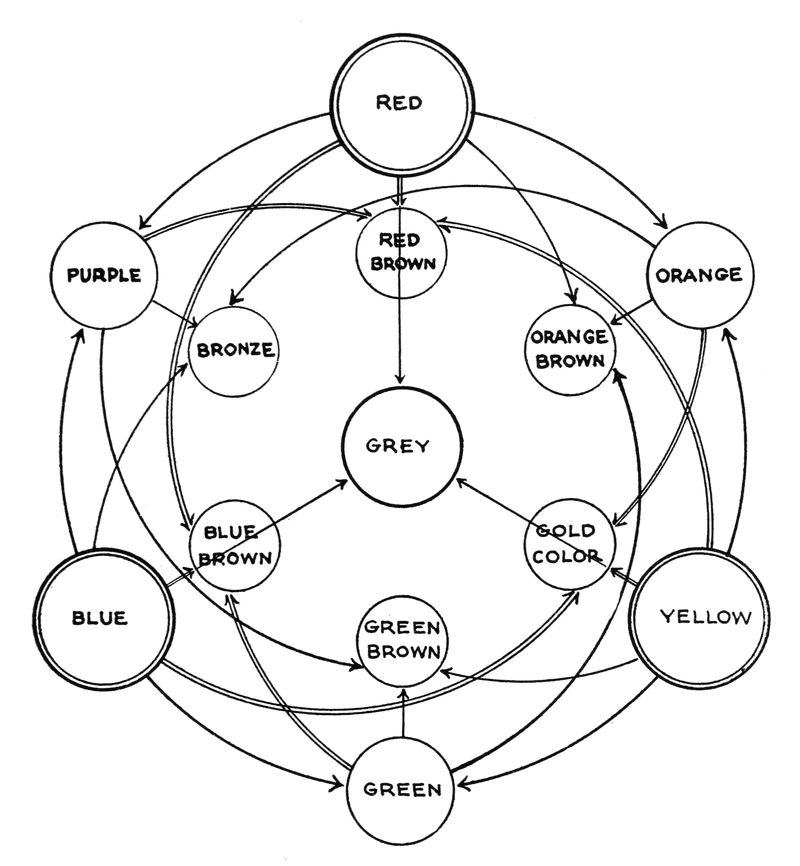 RED
RED
BROWN
PURPLE
ORANGE
BRONZE
ORANGE
BROWN
GREY
BLUE
BROWN
GOLD
COLOR
BLUE
GREEN
BROWN
YELLOW
GREEN